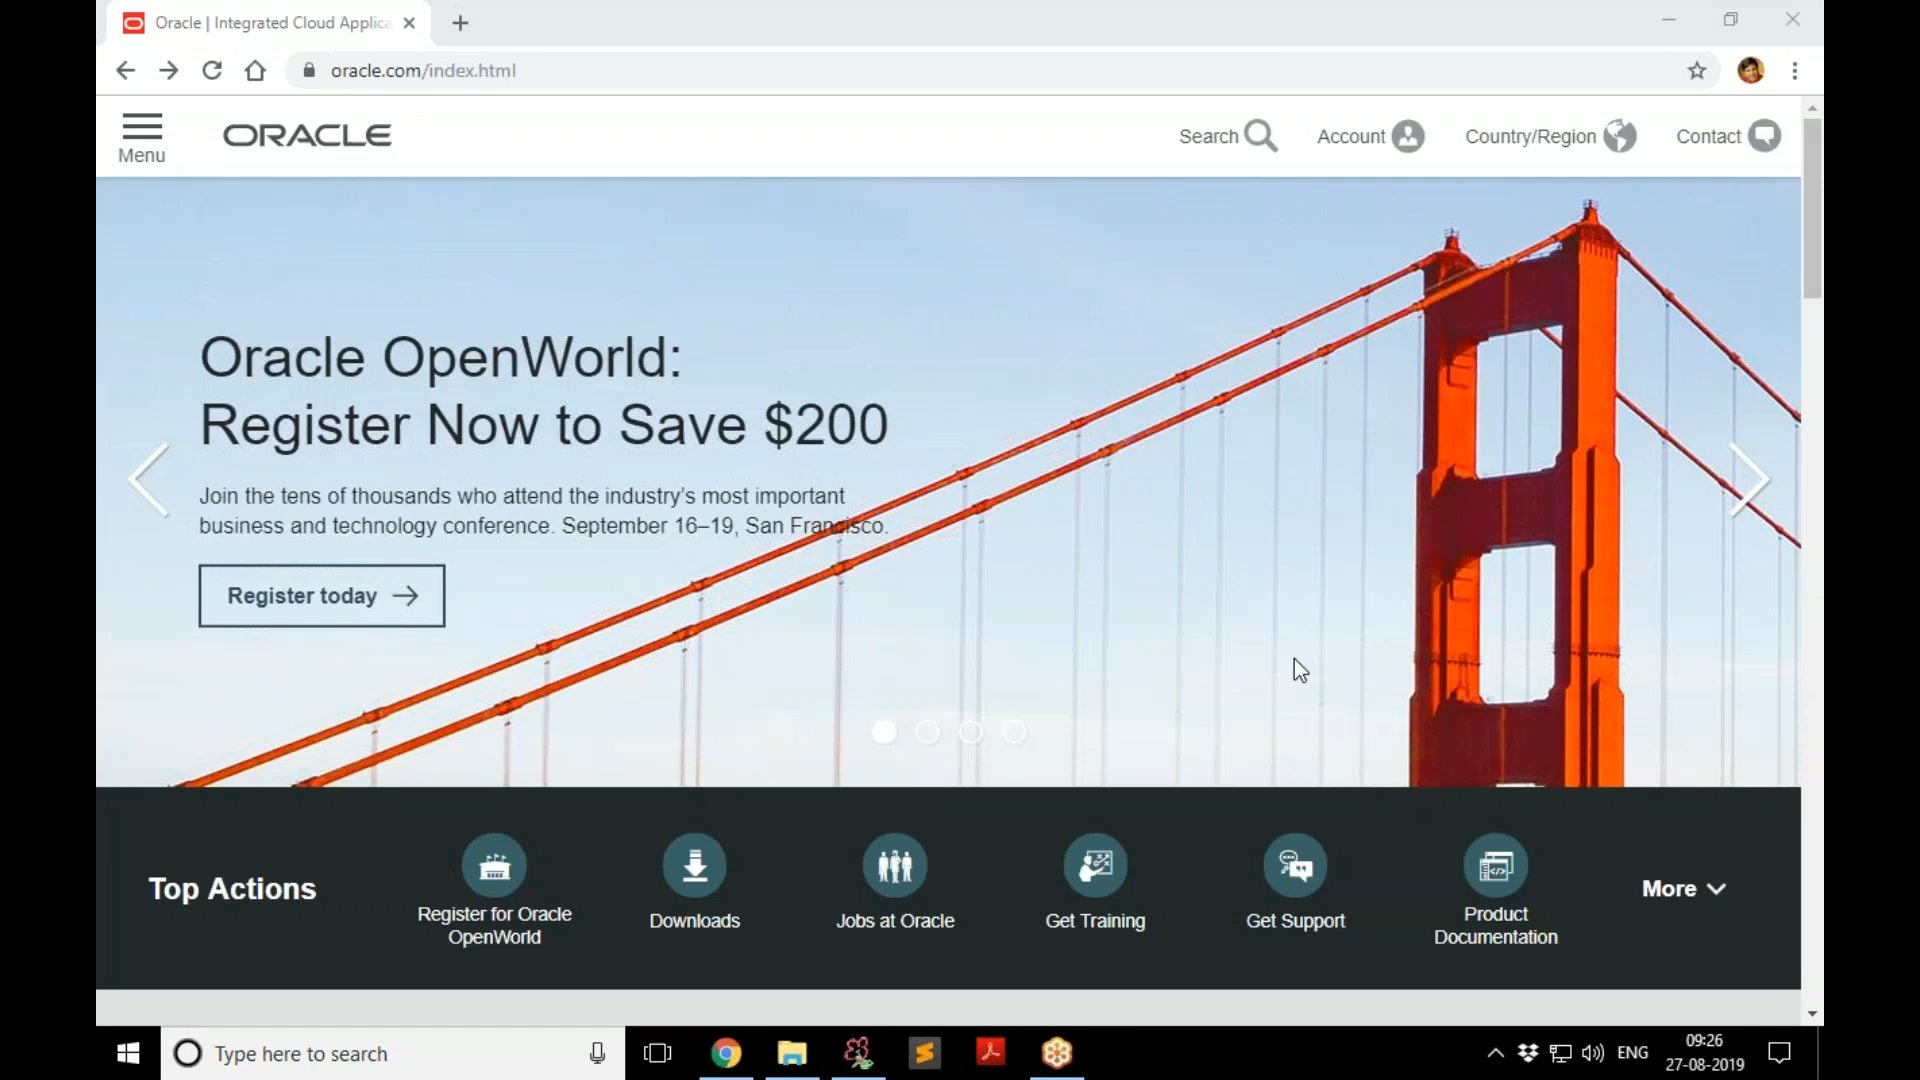 Oracle | Integrated Cloud Applica
oracle.com/index.html
Menu
ORACLE
Search
Account
Country/Region
Contact
Oracle OpenWorld:
Register Now to Save $200
Join the tens of thousands who attend the industry's most important
business and technology conference. September 16–19, San Francisco.
Register today
Top Actions
Register for Oracle
OpenWorld
Downloads
Jobs at Oracle
Get Training
Get Support
Product
Documentation
More
Type here to search
ENG
09:26
27-08-2019